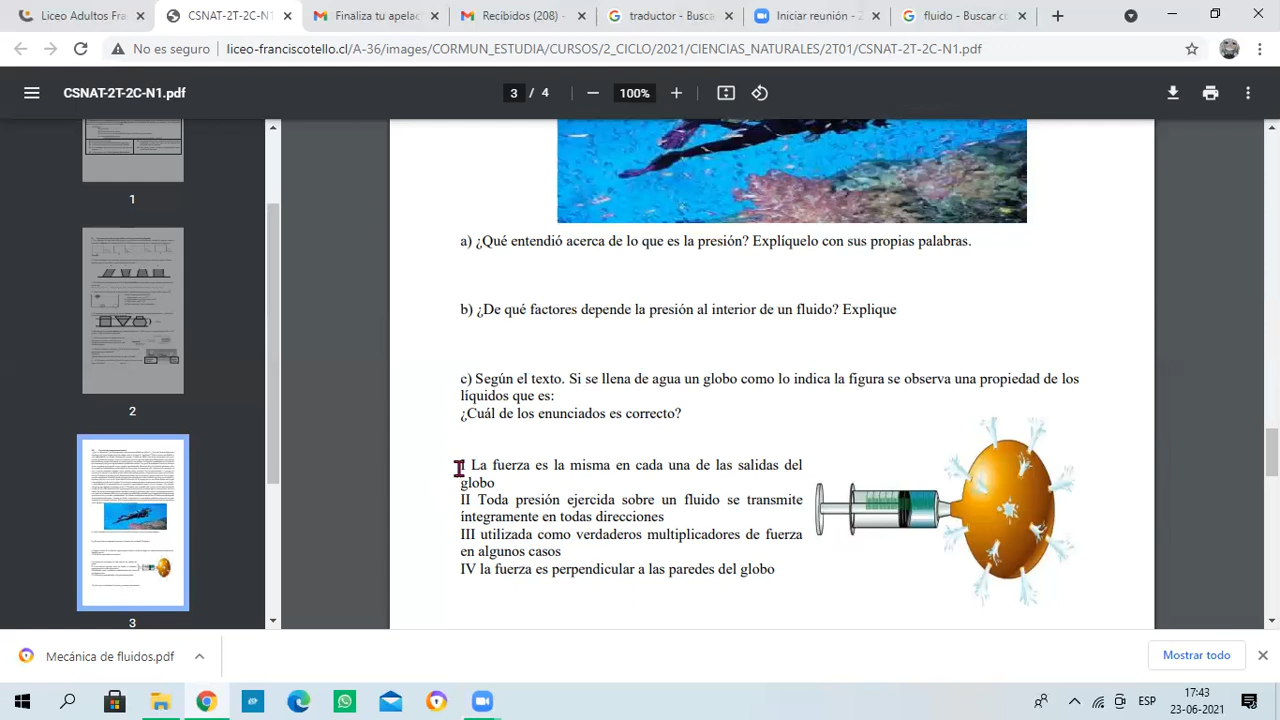 Liceo Adultos Fran
CSNAT-2T-2C-N1
Finaliza tu apelac
Recibidos (208) -
traductor - Busca
Iniciar reunión - Z
fluido - Buscar co
No es seguro
liceo-franciscotello.cl/A-36/images/CORMUN_ESTUDIA/CURSOS/2_CICLO/2021/CIENCIAS_NATURALES/2T01/CSNAT-2T-2C-N1.pdf
CSNAT-2T-2C-N1.pdf
3 / 4
100%
1
2
3
a) ¿Qué entendió acerca de lo que es la presión? Explíquelo con sus propias palabras.
b) ¿De qué factores depende la presión al interior de un fluido? Explique
c) Según el texto. Si se llena de agua un globo como lo indica la figura se observa una propiedad de los
líquidos que es:
¿Cuál de los enunciados es correcto?
I La fuerza es la misma en cada una de las salidas del
globo
II Toda presión ejercida sobre un fluido se transmite
íntegramente en todas direcciones
III utilizada como verdaderos multiplicadores de fuerza
en algunos casos
IV la fuerza es perpendicular a las paredes del globo
Mecánica de fluidos.pdf
Mostrar todo
ESP
17:43
23-06-2021